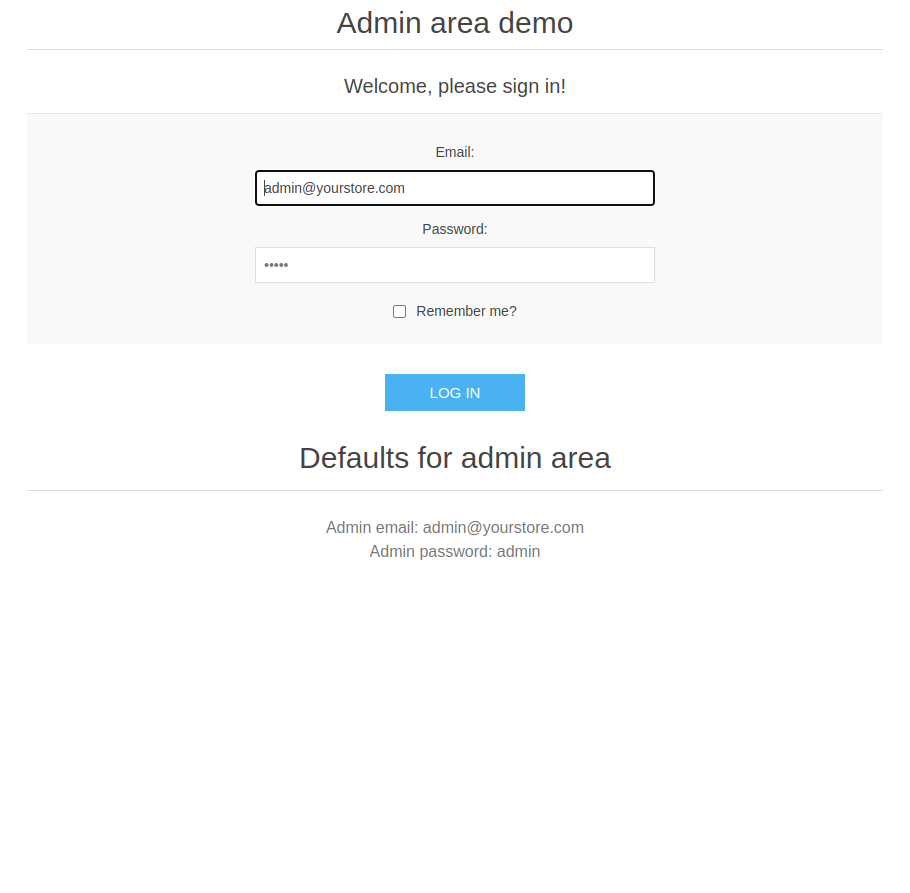 Admin area demo
Welcome, please sign in!
Email:
admin@yourstore.com
Password:
•••••
Remember me?
LOG IN
Defaults for admin area
Admin email: admin@yourstore.com
Admin password: admin